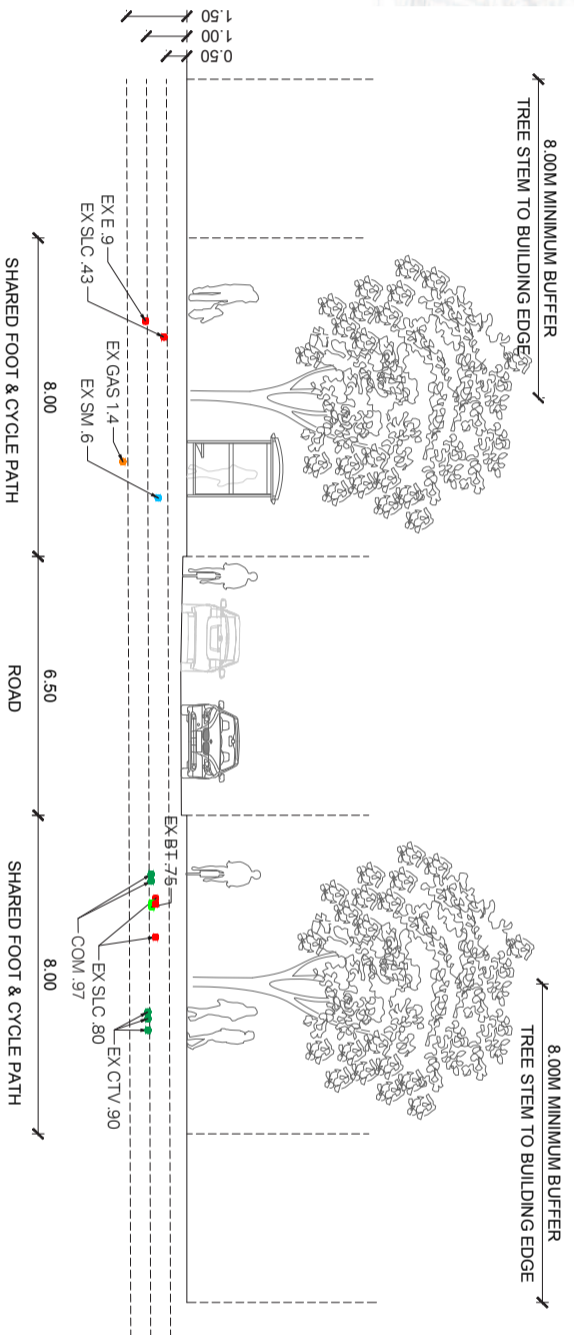 8.00M MINIMUM BUFFER
TREE STEM TO BUILDING EDGE
8.00M MINIMUM BUFFER
TREE STEM TO BUILDING EDGE
0.50
1.00
1.50
EX E .9
EX SLC .43
EX GAS 1.4
EX SM .6
EX BT .75
COM .97
EX SLC .80
EX CTV .90
8.00
6.50
8.00
SHARED FOOT & CYCLE PATH
ROAD
SHARED FOOT & CYCLE PATH